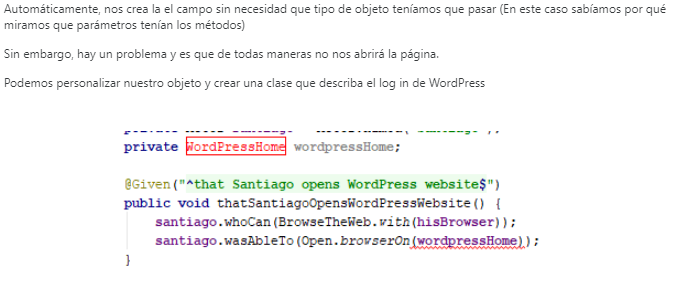 Automáticamente, nos crea la el campo sin necesidad que tipo de objeto teníamos que pasar (En este caso sabíamos por qué
miramos que parámetros tenían los métodos)
Sin embargo, hay un problema y es que de todas maneras no nos abrirá la página.
Podemos personalizar nuestro objeto y crear una clase que describa el log in de WordPress
private WordPressHome wordpressHome;
@Given("^that Santiago opens WordPress website$")
public void thatSantiagoOpensWordPressWebsite() {
santiago.whoCan(BrowseTheWeb.with(hisBrowser));
santiago.wasAbleTo(Open.browserOn(wordpressHome));
}